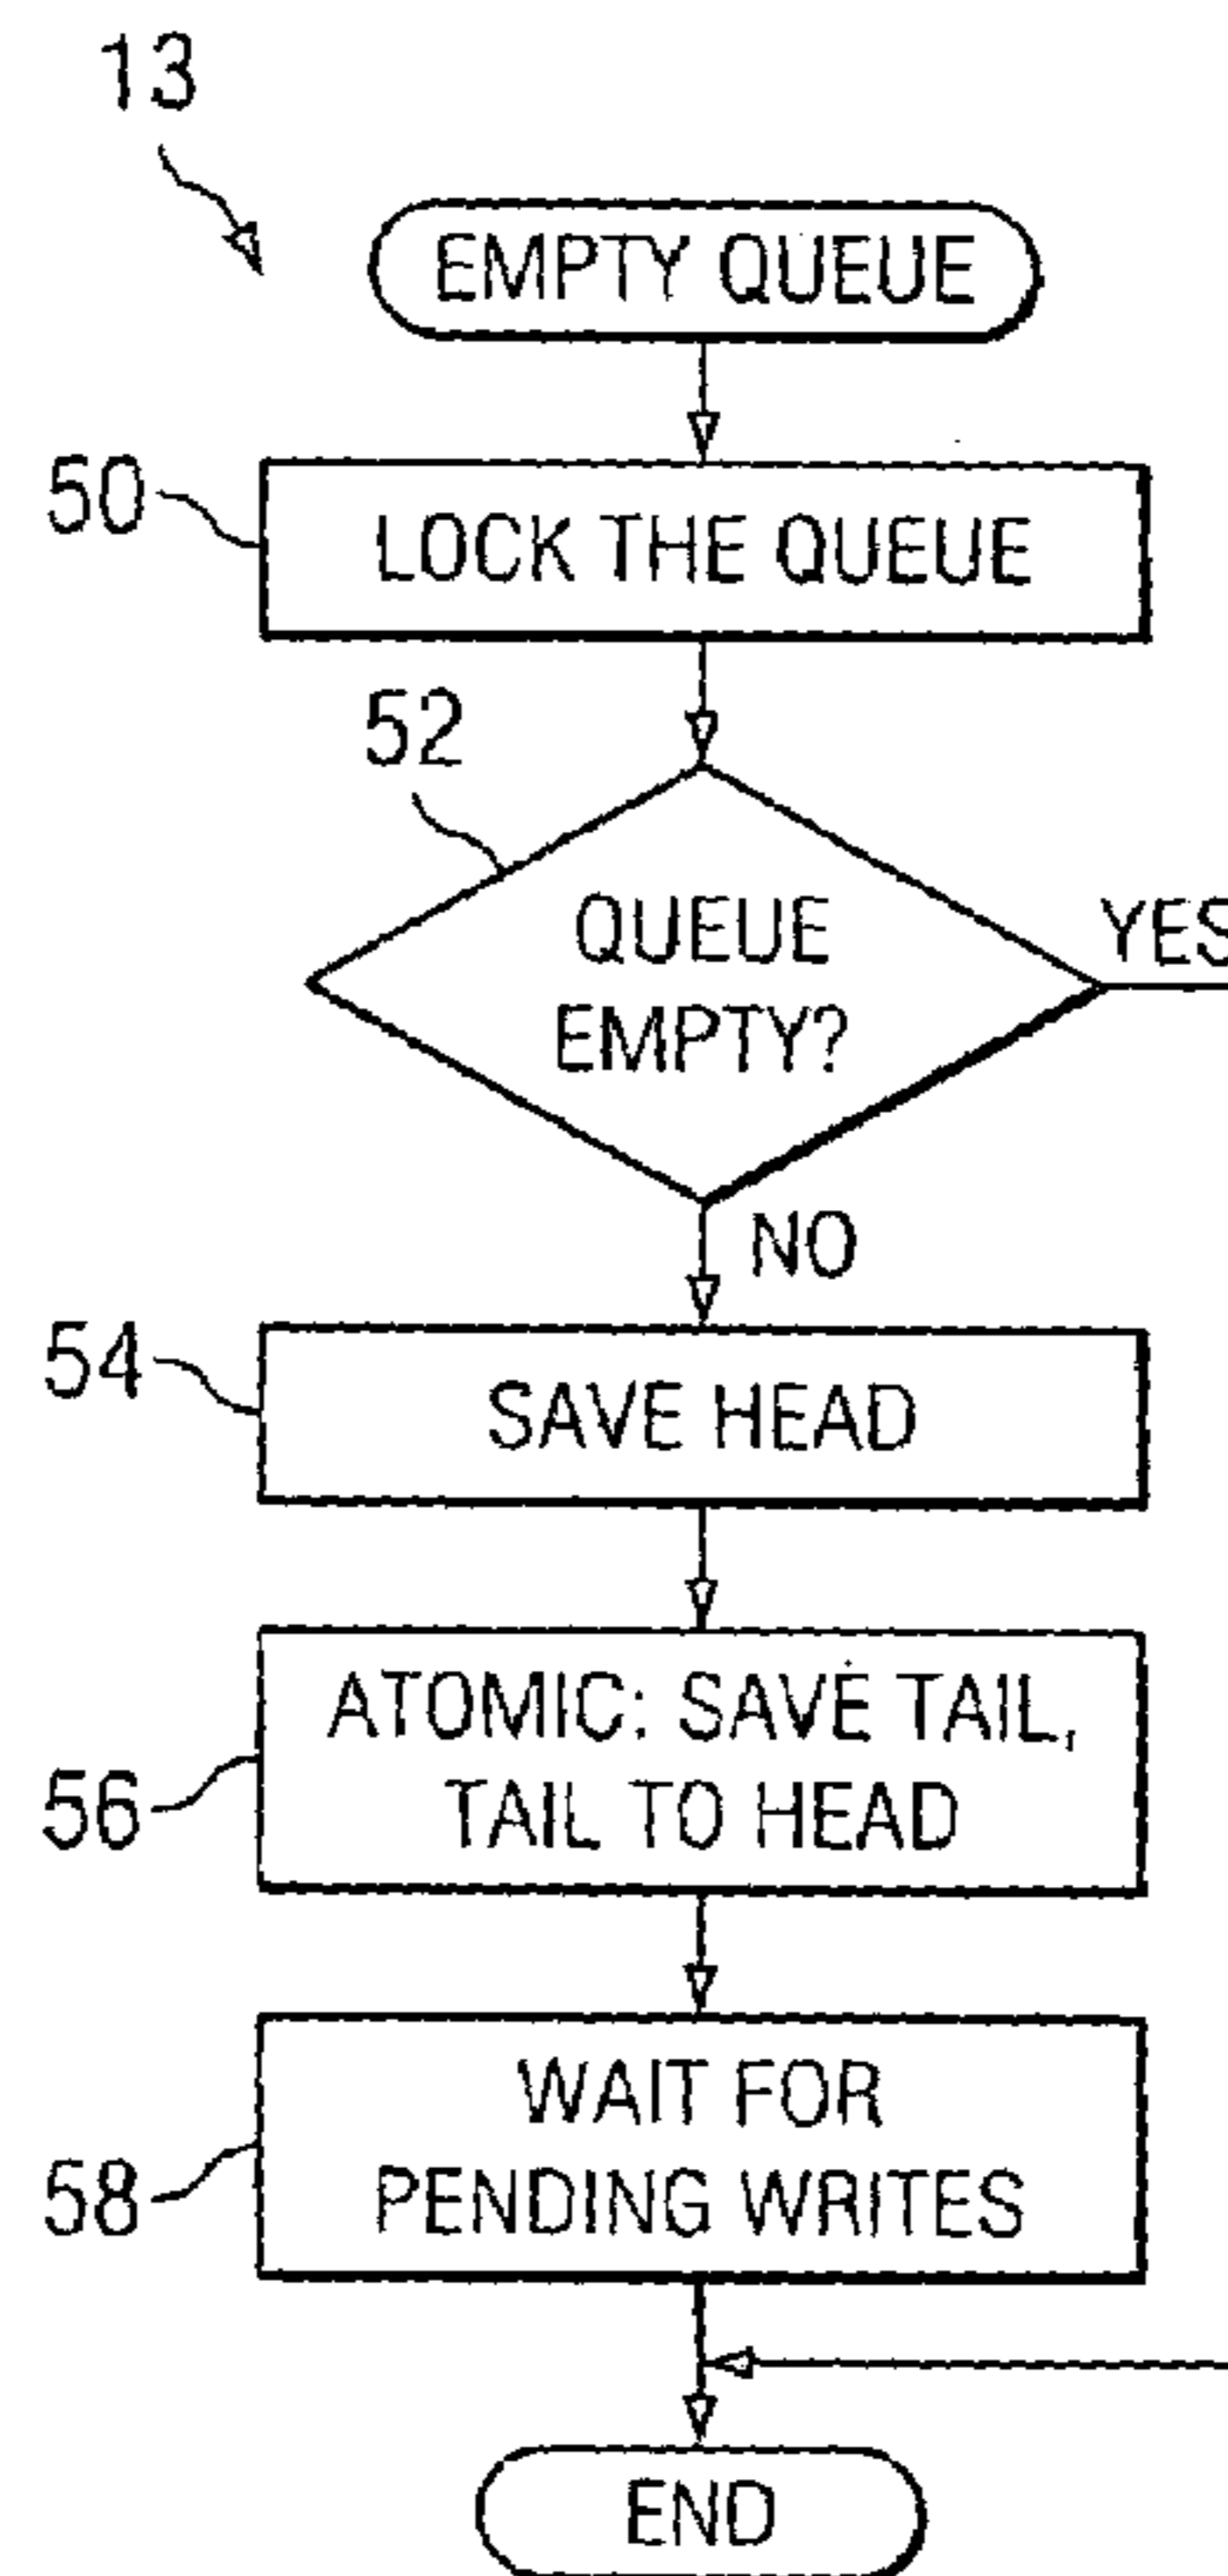 13
EMPTY QUEUE
50
LOCK THE QUEUE
52
QUEUE
EMPTY?
YES
NO
54
SAVE HEAD
ATOMIC: SAVE TAIL,
TAIL TO HEAD
56
WAIT FOR
PENDING WRITES
58
END